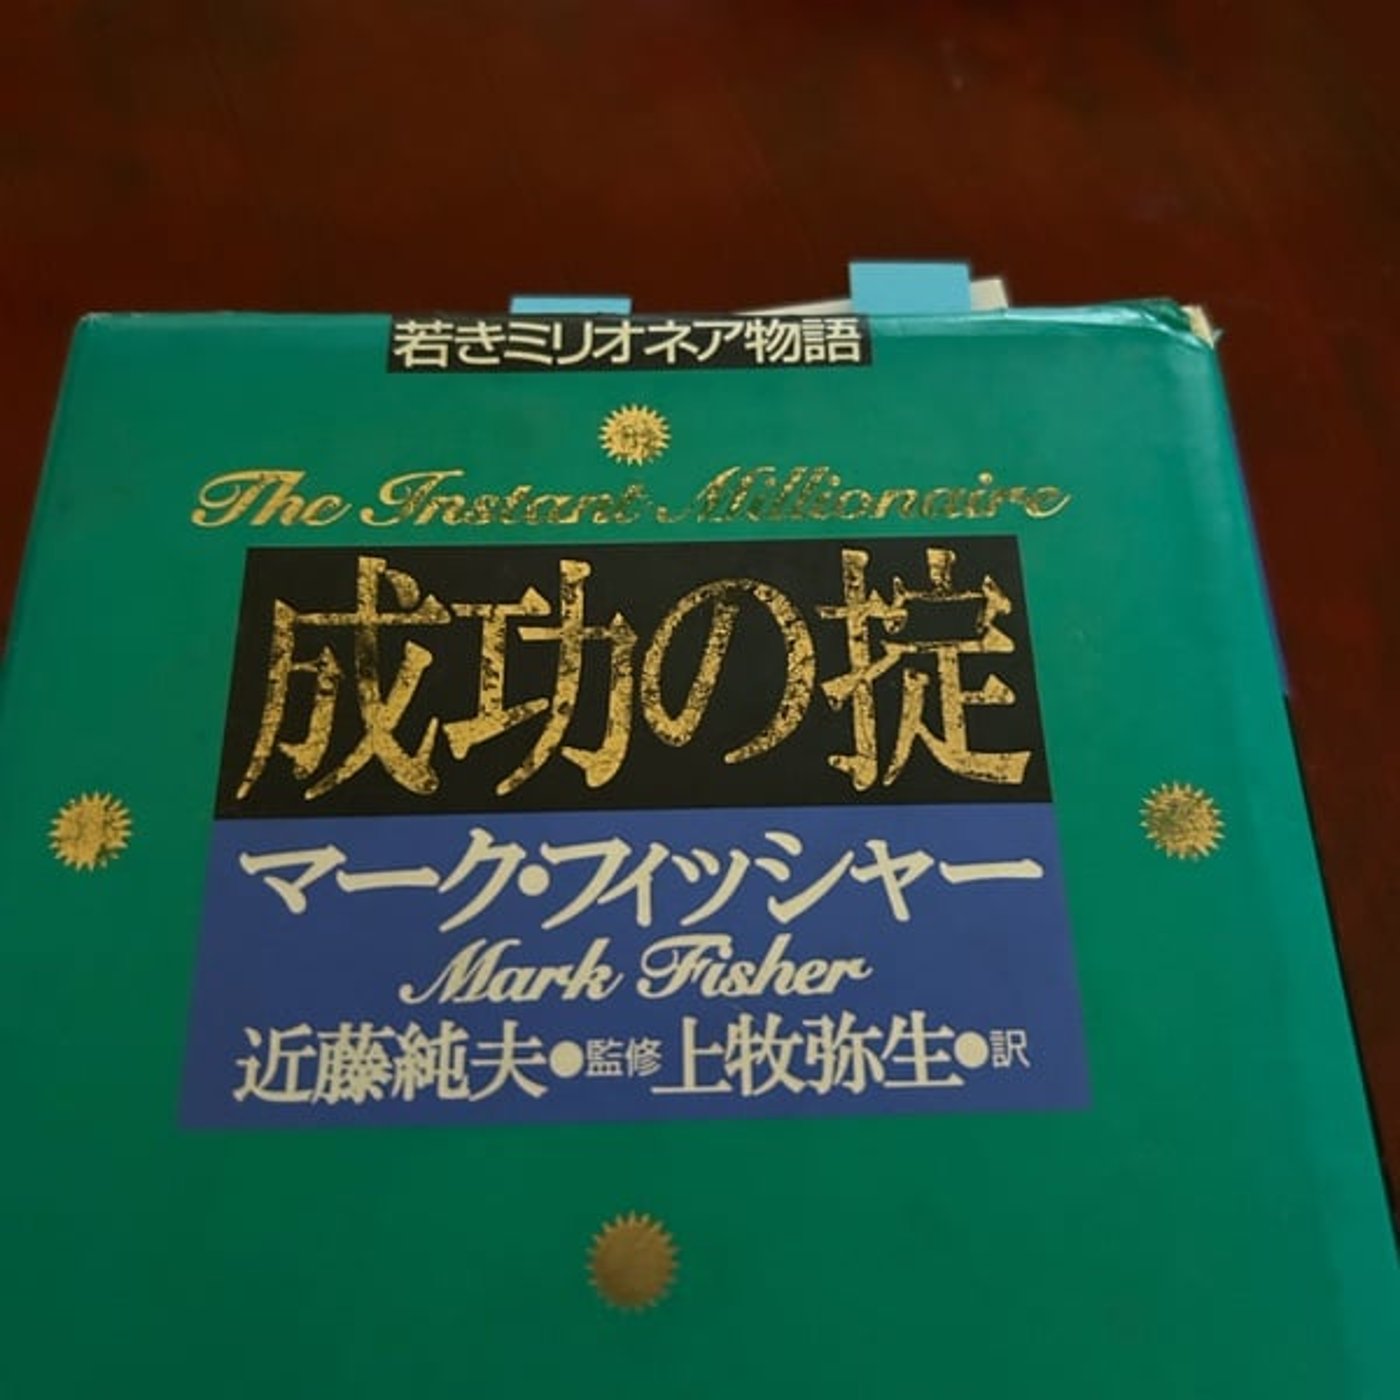 若きミリオネア物語
The Instant Millionaire
成功の掟
マーク・フィッシャー
Mark Fisher
近藤純夫●監修 上牧弥生●訳